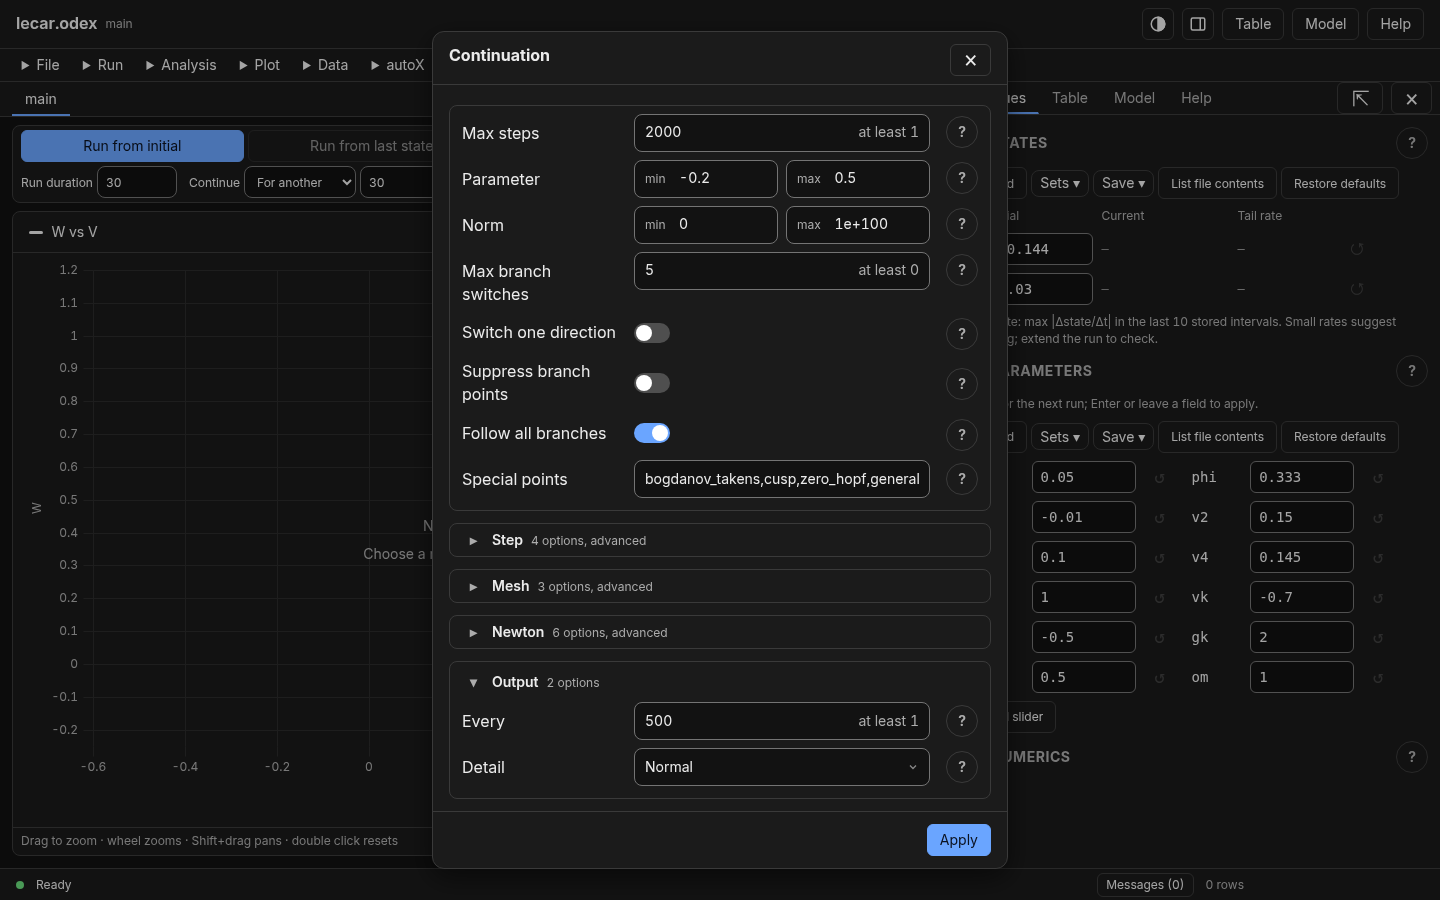 lecar.odex main
Table Model Help
▶ File ▶ Run ▶ Analysis ▶ Plot ▶ Data ▶ autoX
main
Run from initial Run from last state
Run duration 30 Continue For another 30
W vs V
1.2
1.1
1
0.9
0.8
0.7
0.6
0.5
0.4
0.3
0.2
0.1
0
-0.1
-0.2
W
-0.6 -0.4 -0.2 0
Choose a
Drag to zoom · wheel zooms · Shift+drag pans · double click resets
Continuation ×
Max steps 2000 at least 1 ?
Parameter min -0.2 max 0.5 ?
Norm min 0 max 1e+100 ?
Max branch
switches 5 at least 0 ?
Switch one direction ?
Suppress branch
points ?
Follow all branches ?
Special points bogdanov_takens,cusp,zero_hopf,general ?
▶ Step 4 options, advanced
▶ Mesh 3 options, advanced
▶ Newton 6 options, advanced
▼ Output 2 options
Every 500 at least 1 ?
Detail Normal ?
Apply
Table Model Help ×
?
Sets ▾ Save ▾ List file contents Restore defaults
Current Tail rate
0.144 – –
.03 – –
max |Δstate/Δt| in the last 10 stored intervals. Small rates suggest
extend the run to check.
?
the next run; Enter or leave a field to apply.
Sets ▾ Save ▾ List file contents Restore defaults
0.05 ↺ phi 0.333 ↺
-0.01 ↺ v2 0.15 ↺
0.1 ↺ v4 0.145 ↺
1 ↺ vk -0.7 ↺
-0.5 ↺ gk 2 ↺
0.5 ↺ om 1 ↺
slider
?
Ready Messages (0) 0 rows